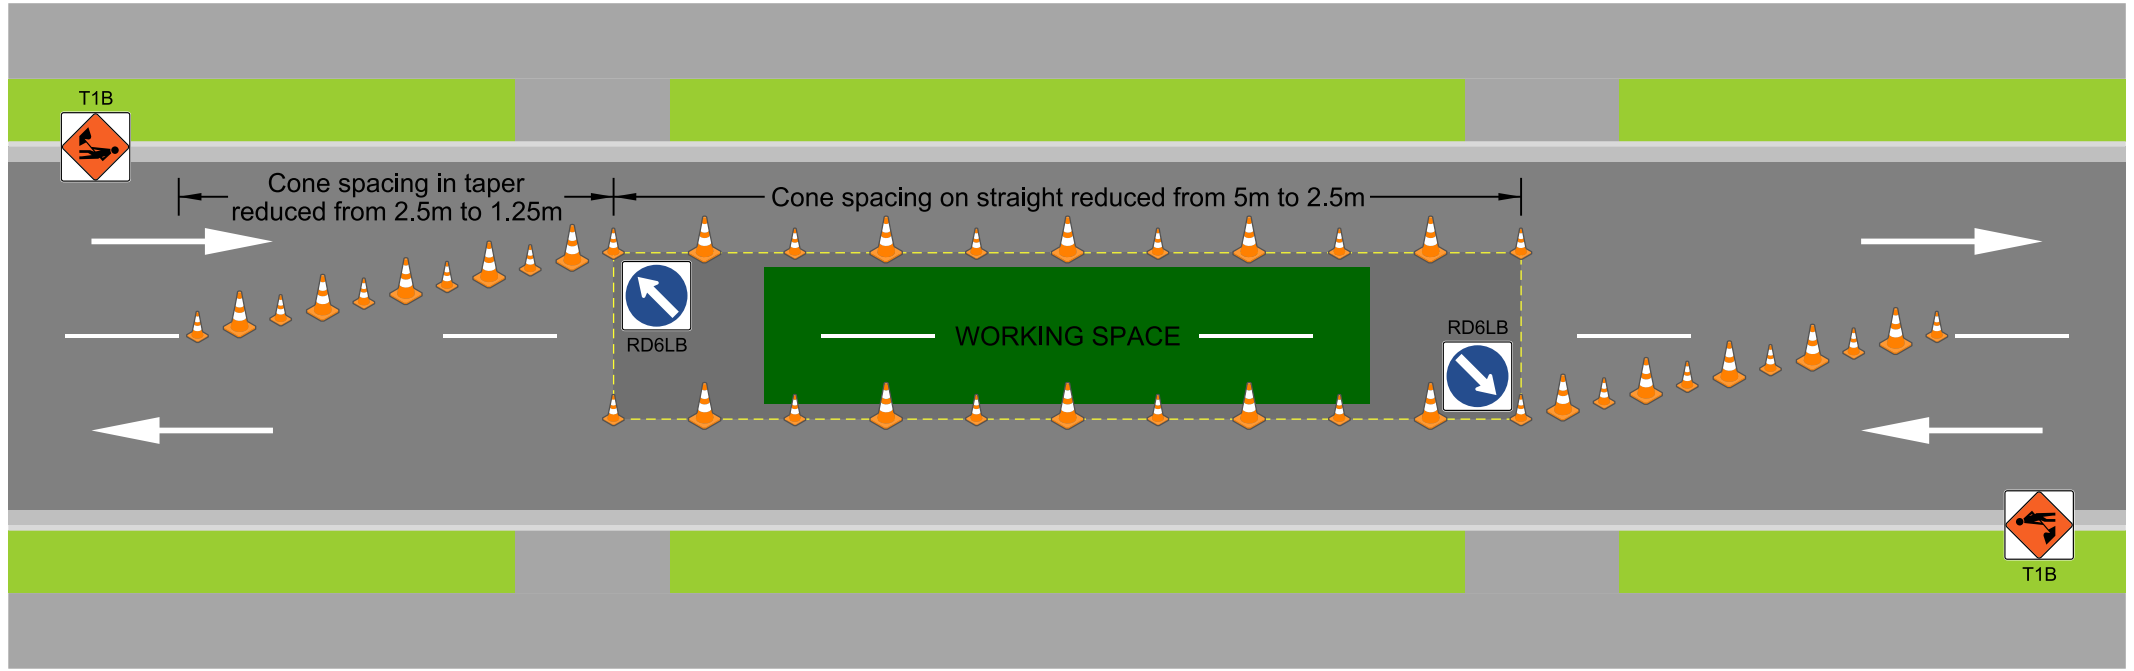 T1B
Cone spacing in taper
reduced from 2.5m to 1.25m
Cone spacing on straight reduced from 5m to 2.5m
RD6LB
WORKING SPACE
RD6LB
T1B